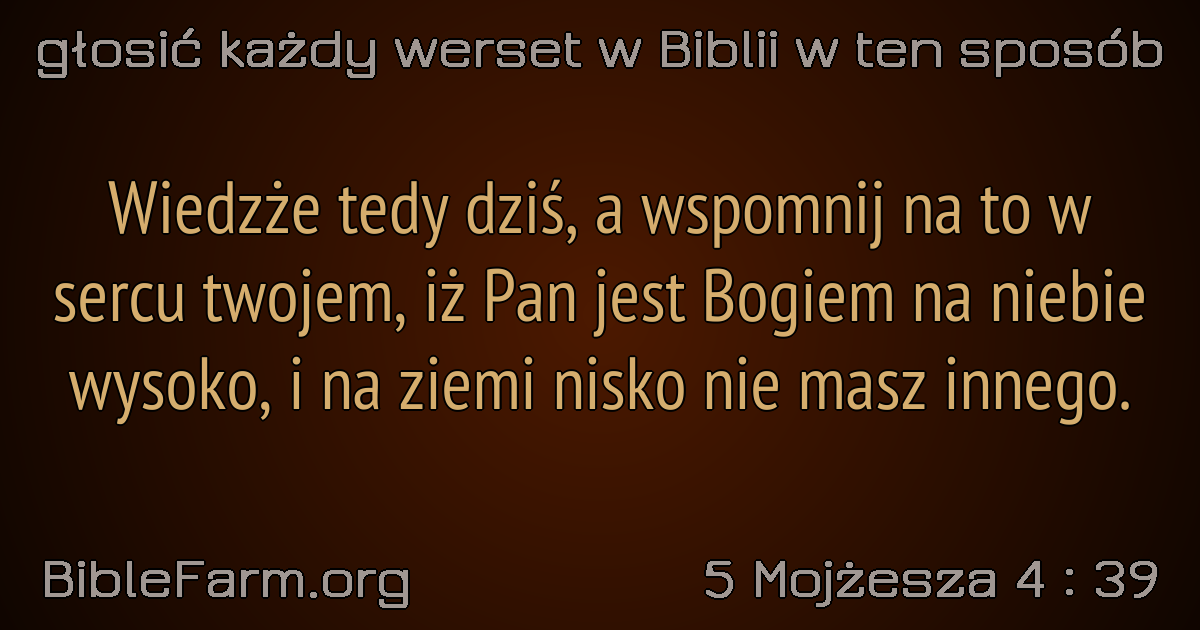 głosić każdy werset w Biblii w ten sposób
Wiedzże tedy dziś, a wspomnij na to w
sercu twojem, iż Pan jest Bogiem na niebie
wysoko, i na ziemi nisko nie masz innego.
BibleFarm.org
5 Mojżesza 4 : 39